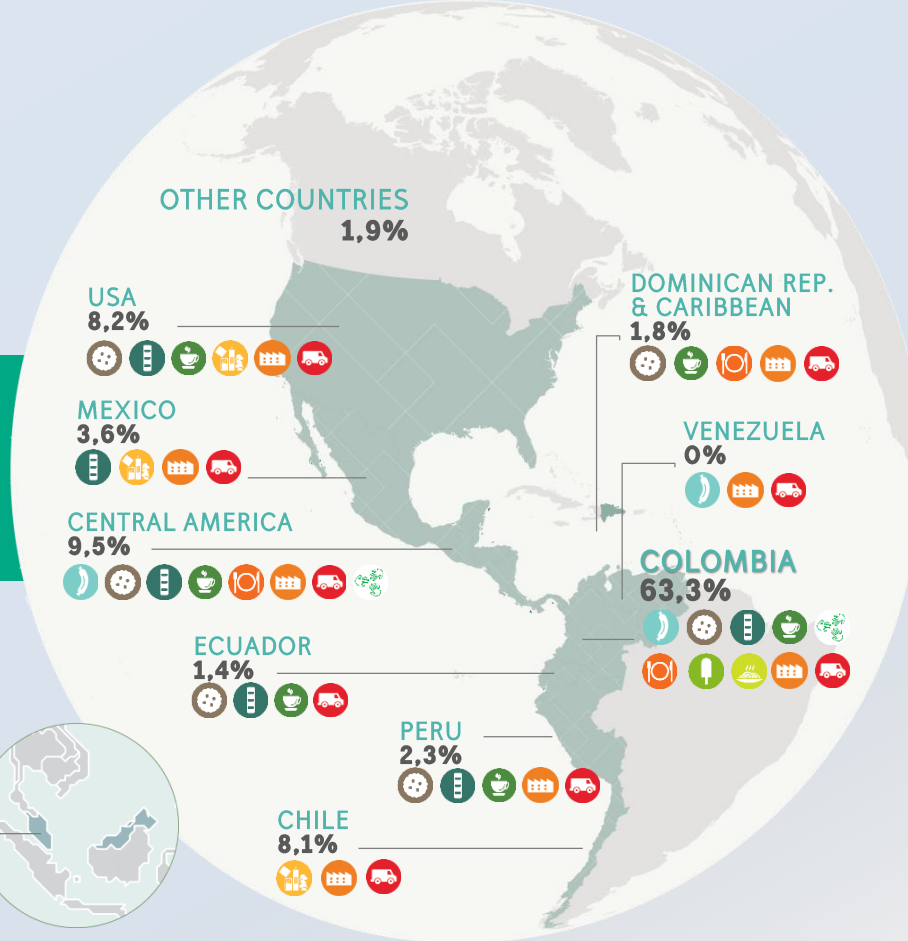 OTHER COUNTRIES
1,9%
USA
8,2%
DOMINICAN REP.
& CARIBBEAN
1,8%
MEXICO
3,6%
VENEZUELA
0%
CENTRAL AMERICA
9,5%
COLOMBIA
63,3%
ECUADOR
1,4%
PERU
2,3%
CHILE
8,1%